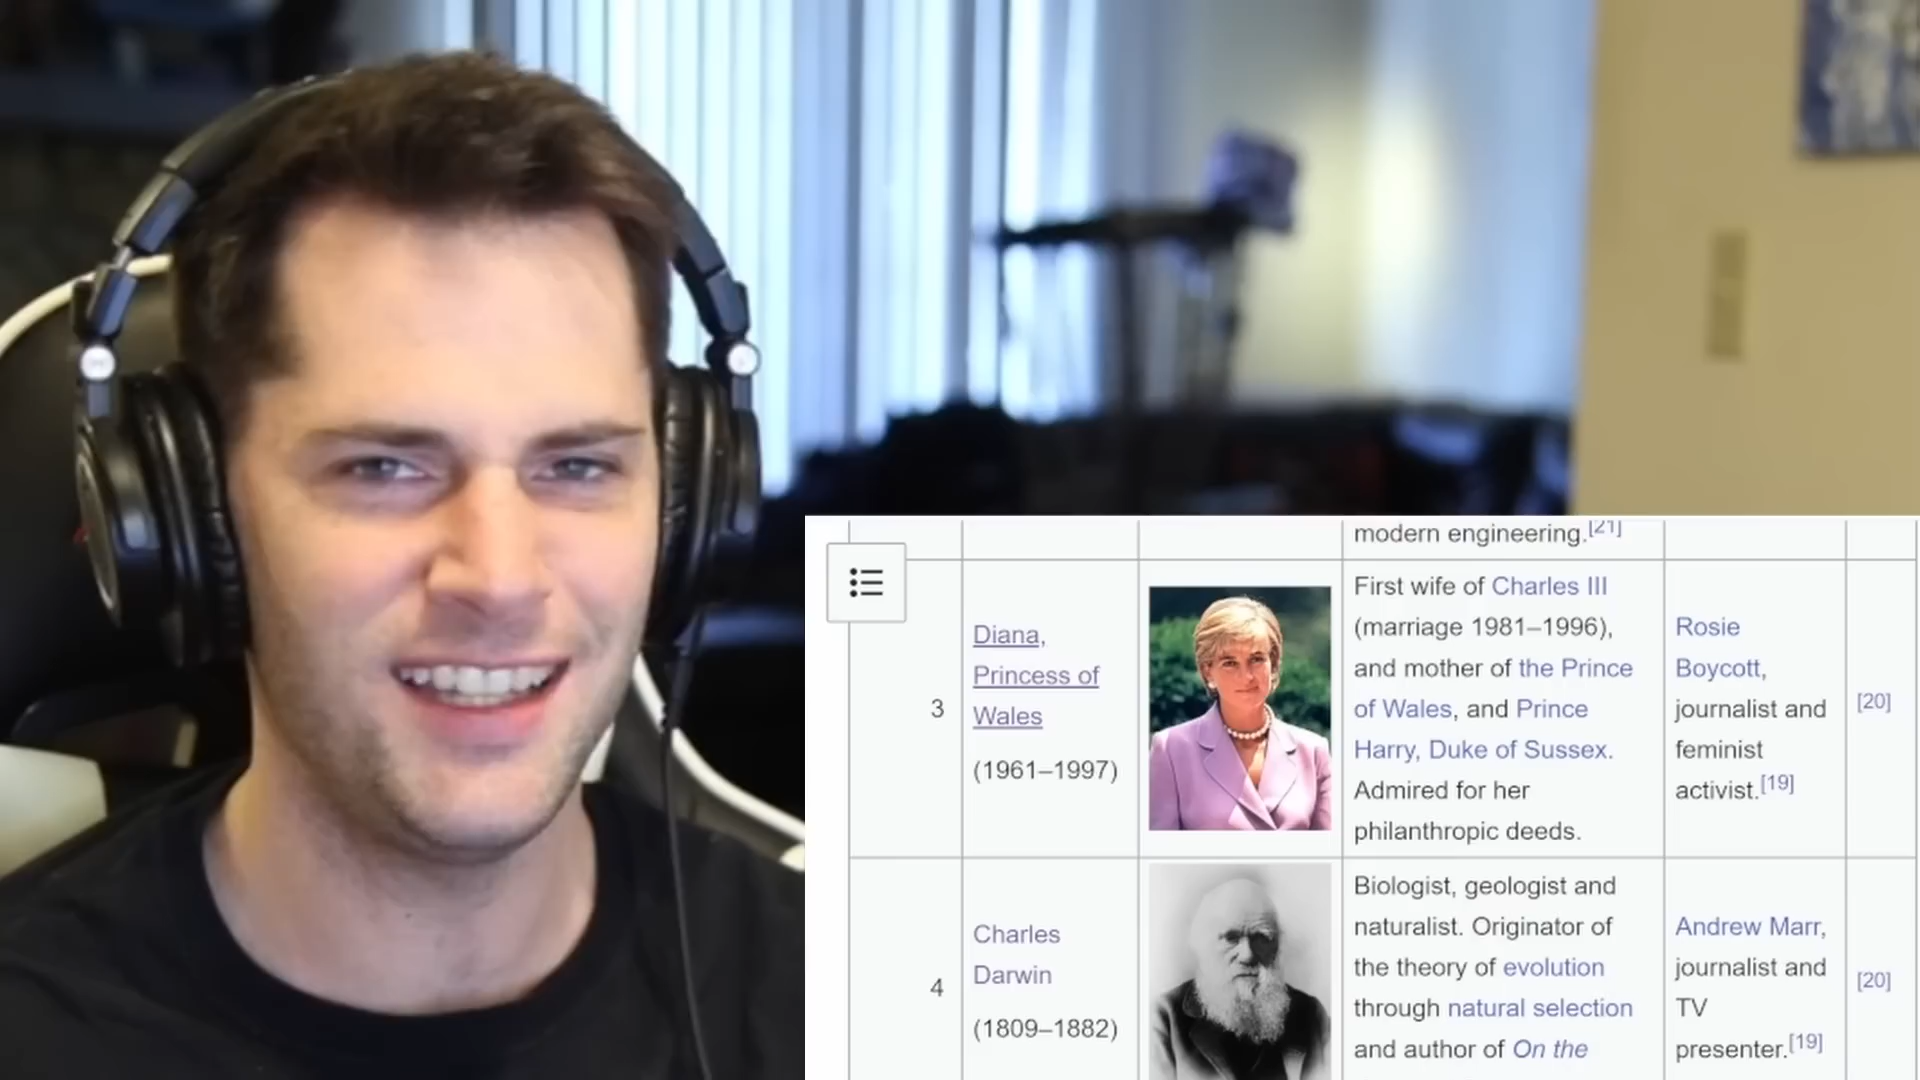 modern engineering.[21]
3
Diana,
Princess of
Wales
(1961–1997)
First wife of Charles III
(marriage 1981–1996),
and mother of the Prince
of Wales, and Prince
Harry, Duke of Sussex.
Admired for her
philanthropic deeds.
Rosie
Boycott,
journalist and
feminist
activist.[19]
[20]
4
Charles
Darwin
(1809–1882)
Biologist, geologist and
naturalist. Originator of
the theory of evolution
through natural selection
and author of On the
Andrew Marr,
journalist and
TV
presenter.[19]
[20]